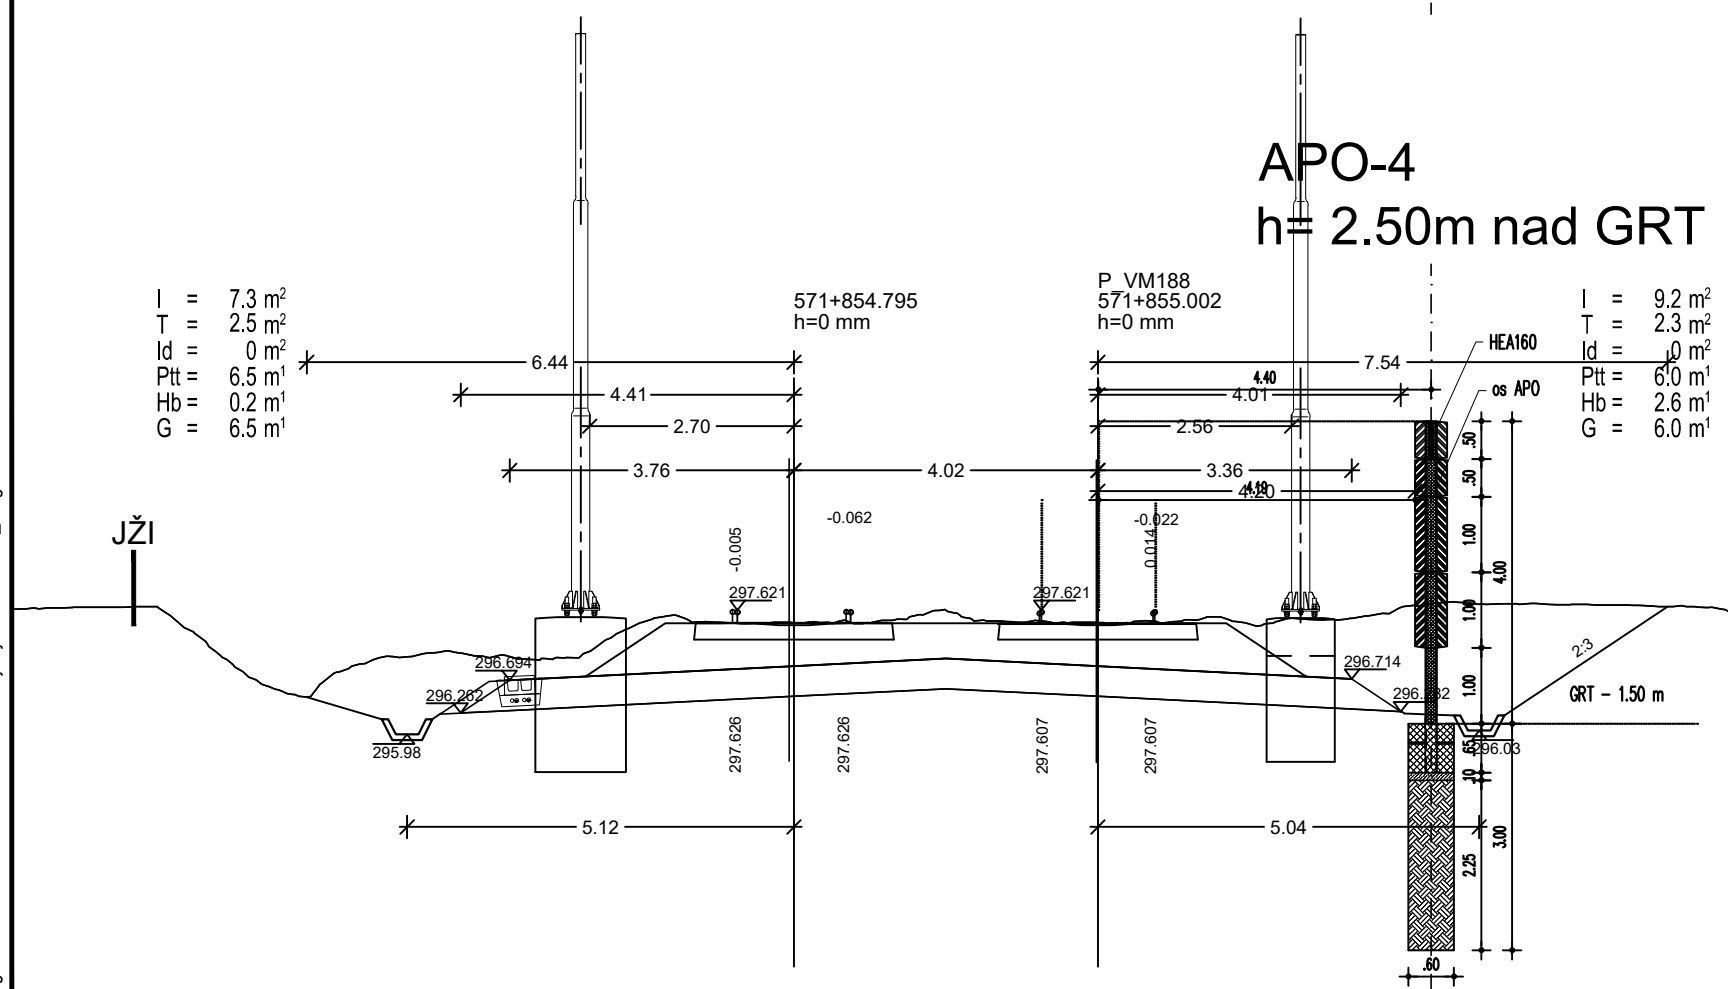 APO-4
h= 2.50m nad GRT
I = 7.3 m²
T = 2.5 m²
Id = 0 m²
Ptt = 6.5 m¹
Hb = 0.2 m¹
G = 6.5 m¹
571+854.795
h=0 mm
P_VM188
571+855.002
h=0 mm
I = 9.2 m²
T = 2.3 m²
Id = 0 m²
Ptt = 6.0 m¹
Hb = 2.6 m¹
G = 6.0 m¹
HEA160
os APO
6.44
7.54
4.40
4.41
4.01
2.70
2.56
3.76
4.02
3.36
4.19
4.20
.50
.50
1.00
1.00
1.00
4.00
JŽI
-0.005
-0.062
-0.022
0.014
297.621
297.621
296.694
296.714
296.262
296.282
2:3
GRT - 1.50 m
295.98
296.03
297.626
297.626
297.607
297.607
.65
.10
2.25
3.00
5.12
5.04
.60